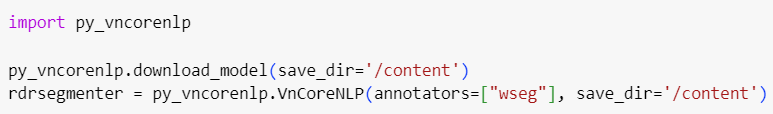 import py_vncorenlp
py_vncorenlp.download_model(save_dir='/content')
rdrsegmenter = py_vncorenlp.VnCoreNLP(annotators=["wseg"], save_dir='/content')